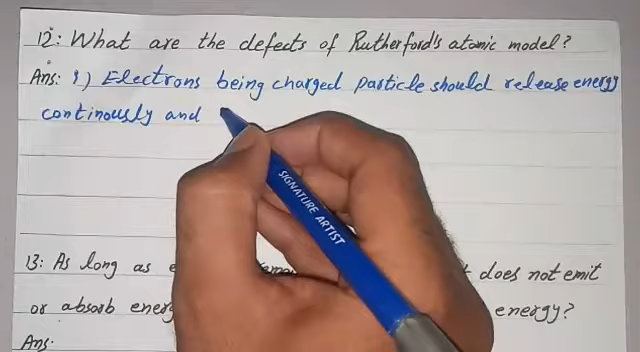 12: What are the defects of Rutherford's atomic model?
Ans: 1) Electrons being charged particle should release energy
continously and
SIGNATURE ARTIST
13: As long as does not emit
or absorb energy?
Ans: